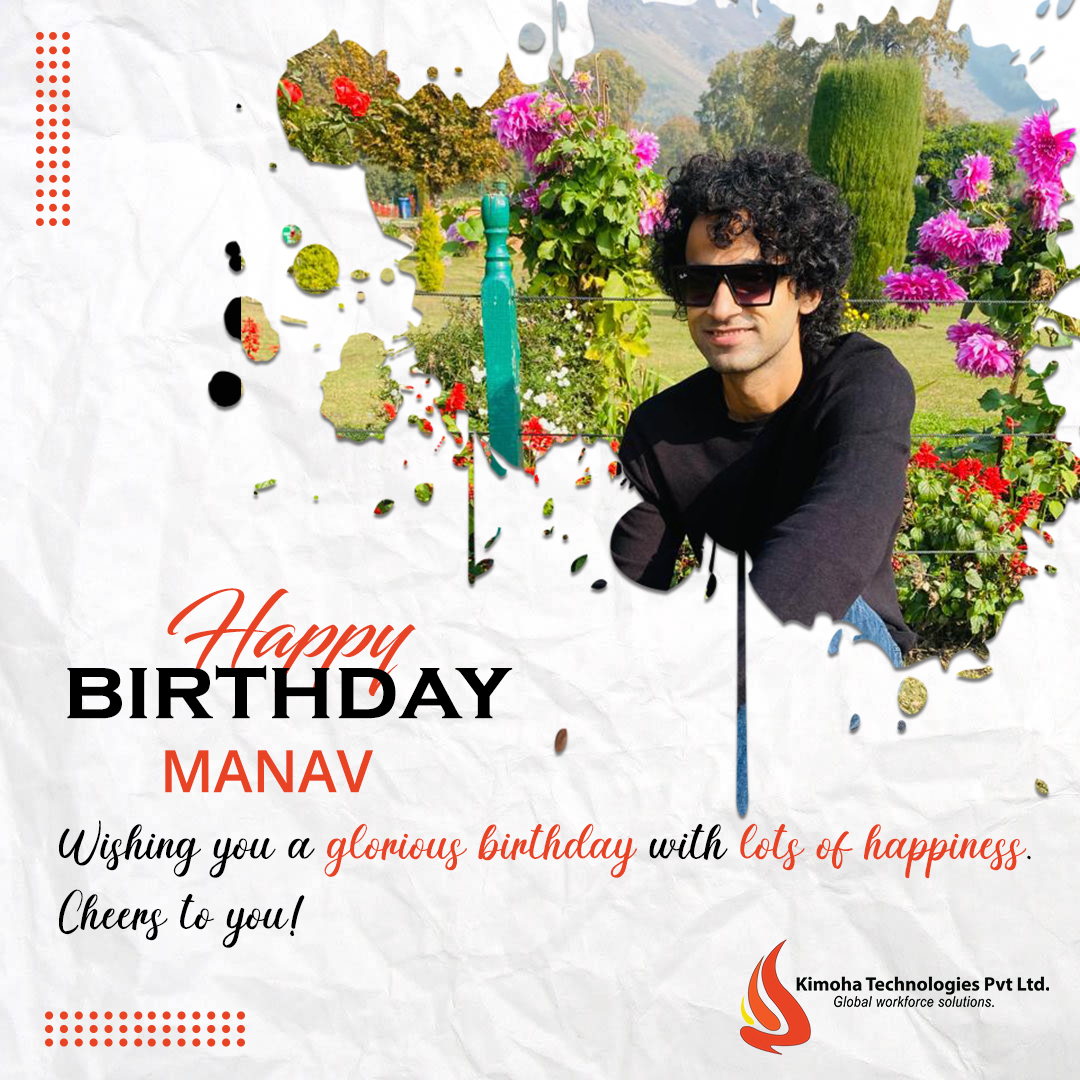 Happy
BIRTHDAY
MANAV
Wishing you a glorious birthday with lots of happiness.
Cheers to you!
Kimoha Technologies Pvt Ltd.
Global workforce solutions.